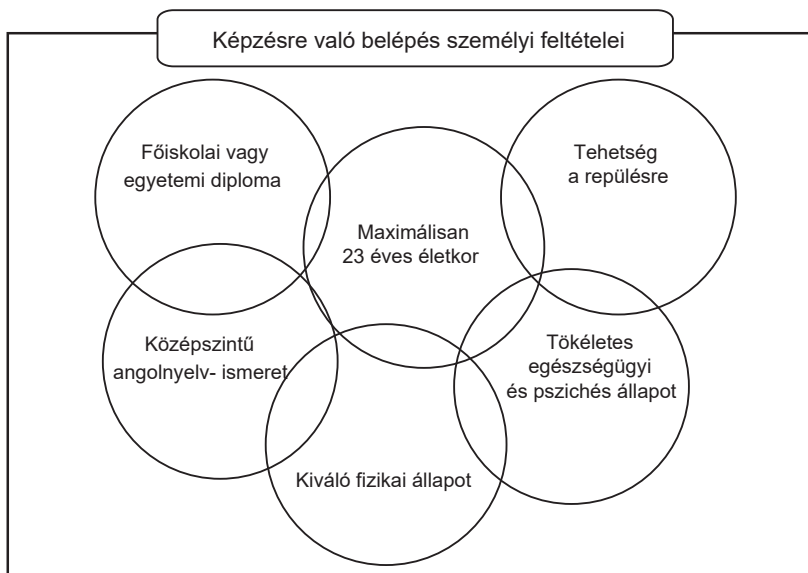 Képzésre való belépés személyi feltételei
Főiskolai vagy
egyetemi diploma
Tehetség
a repülésre
Maximálisan
23 éves életkor
Középszintű
angolnyelv- ismeret
Tökéletes
egészségügyi
és pszichés állapot
Kiváló fizikai állapot